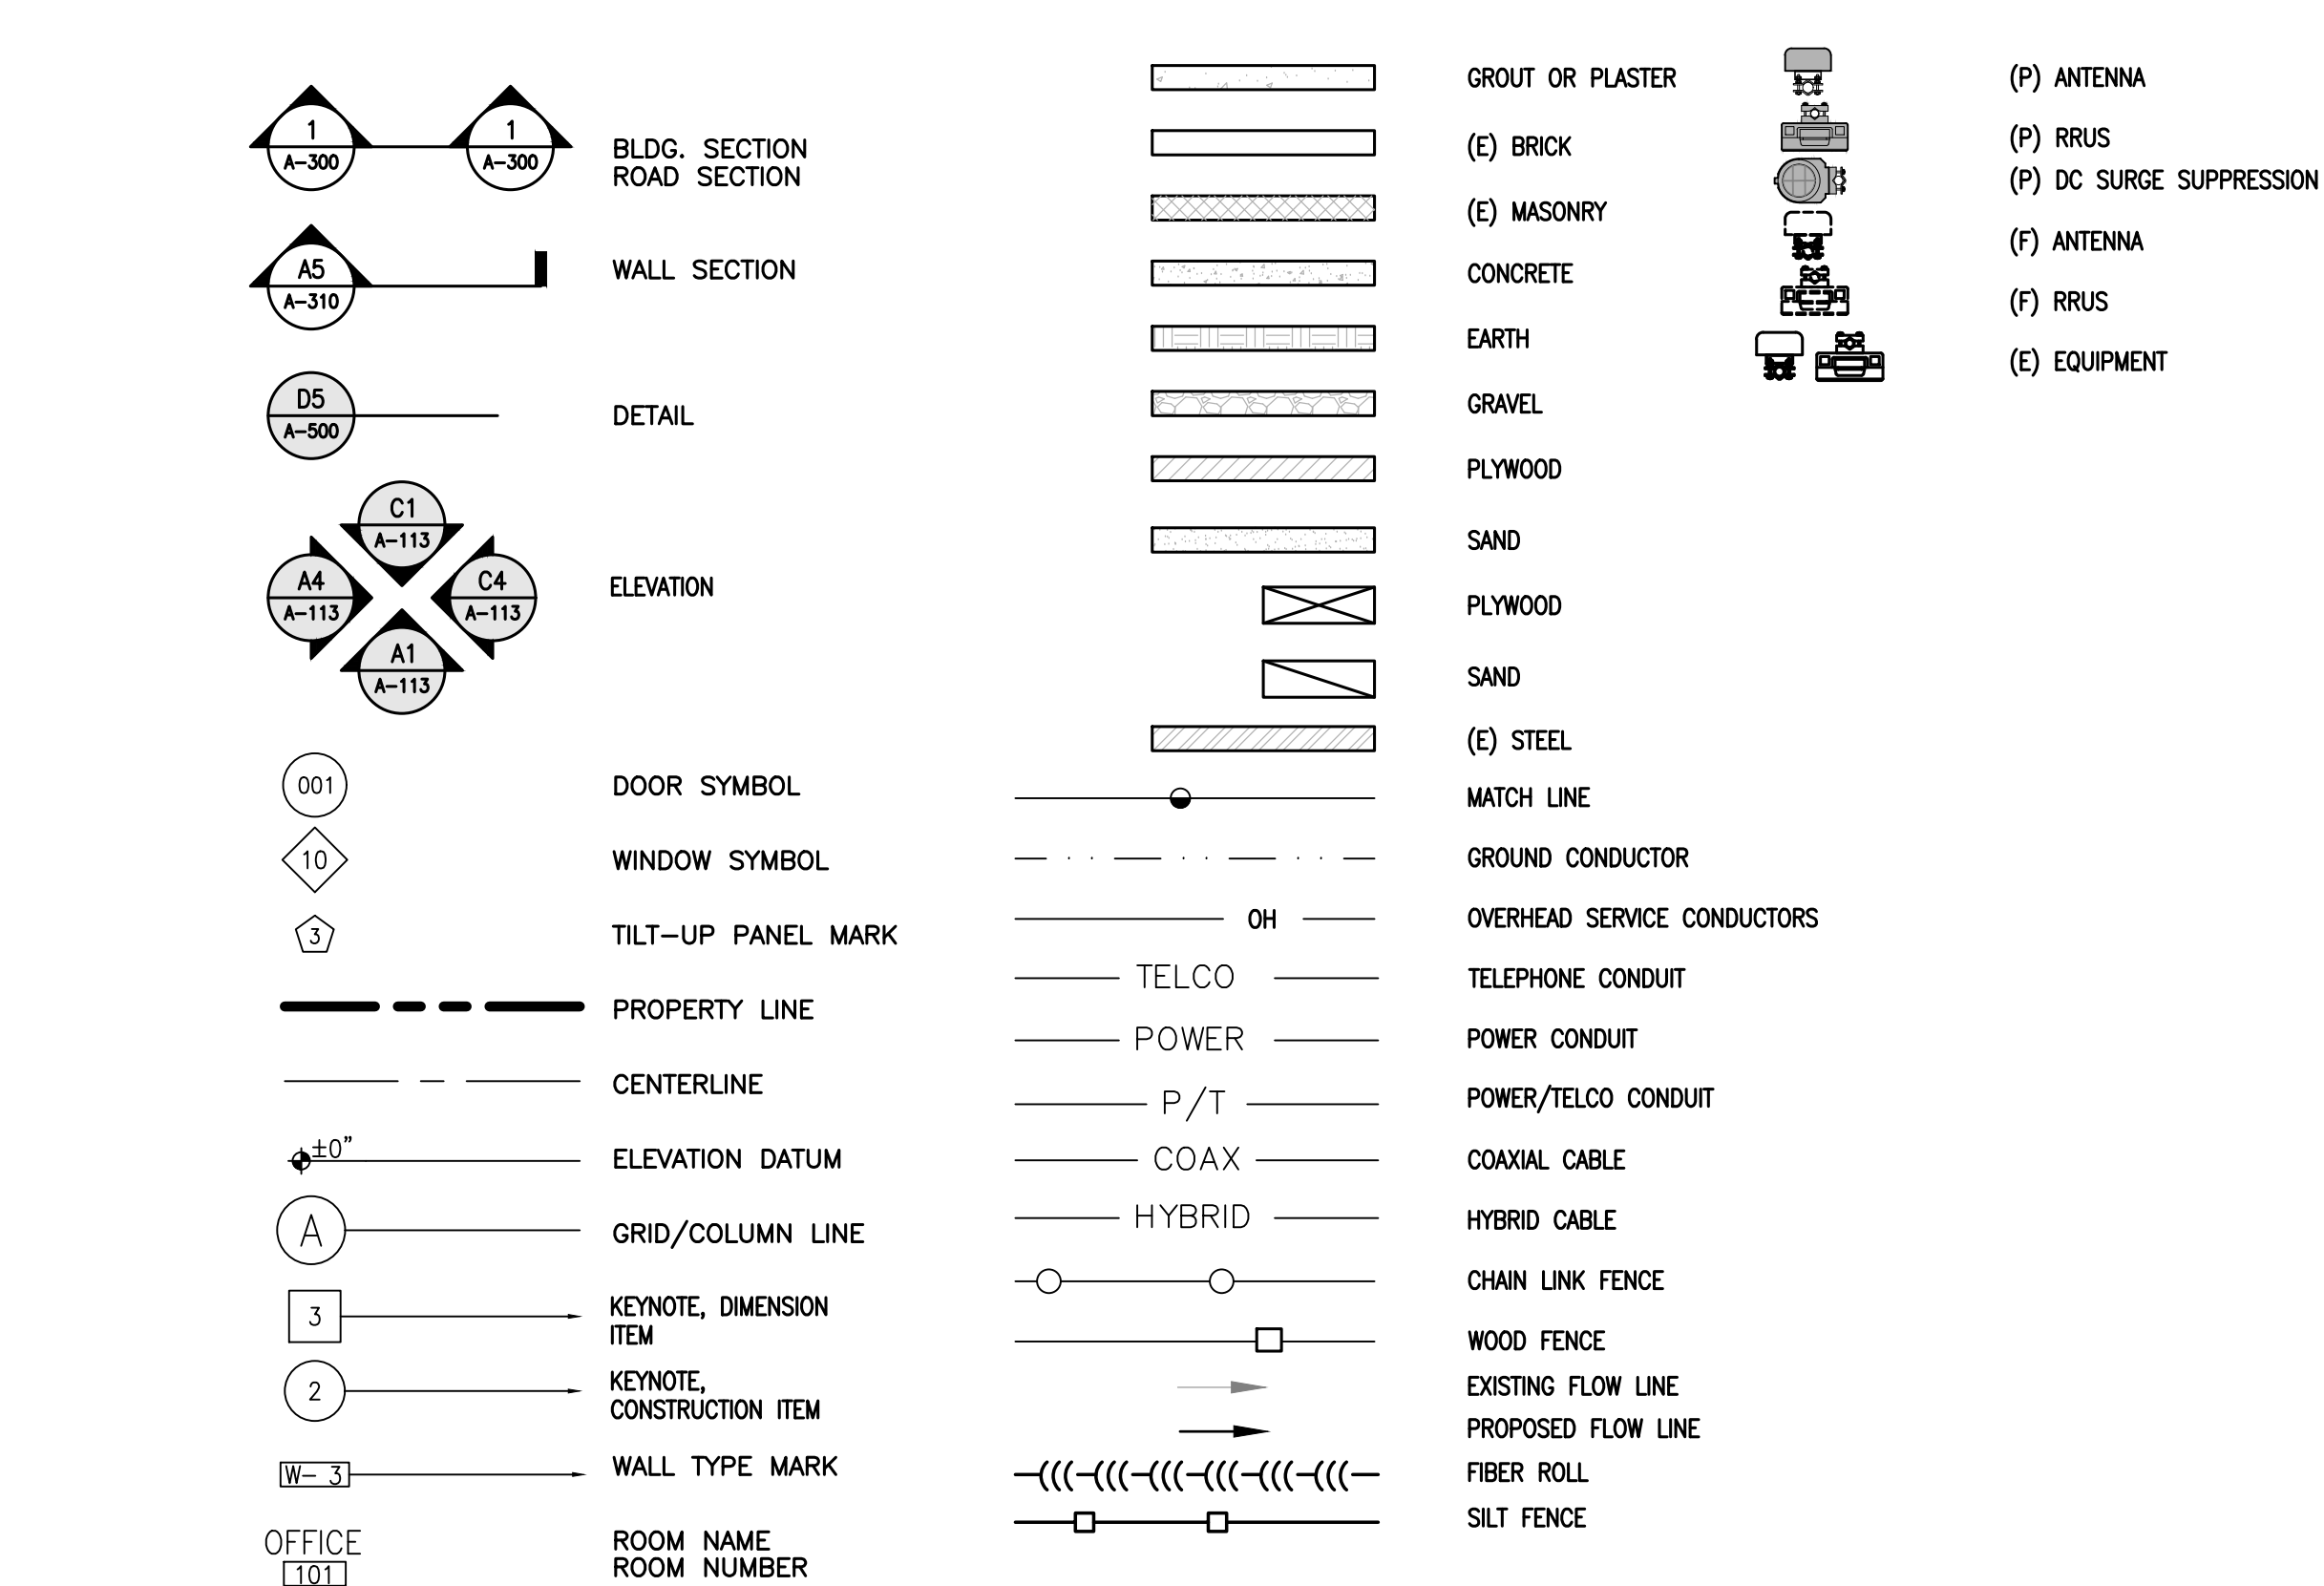 1
A-300
1
A-300
BLDG. SECTION
ROAD SECTION
A5
A-310
WALL SECTION
D5
A-500
DETAIL
C1
A-113
A4
A-113
C4
A-113
A1
A-113
ELEVATION
001
DOOR SYMBOL
10
WINDOW SYMBOL
3
TILT-UP PANEL MARK
PROPERTY LINE
CENTERLINE
±0"
ELEVATION DATUM
A
GRID/COLUMN LINE
3
KEYNOTE, DIMENSION
ITEM
2
KEYNOTE,
CONSTRUCTION ITEM
W- 3
WALL TYPE MARK
OFFICE
101
ROOM NAME
ROOM NUMBER
GROUT OR PLASTER
(E) BRICK
(E) MASONRY
CONCRETE
EARTH
GRAVEL
PLYWOOD
SAND
PLYWOOD
SAND
(E) STEEL
MATCH LINE
GROUND CONDUCTOR
OH
OVERHEAD SERVICE CONDUCTORS
TELCO
TELEPHONE CONDUIT
POWER
POWER CONDUIT
P/T
POWER/TELCO CONDUIT
COAX
COAXIAL CABLE
HYBRID
HYBRID CABLE
CHAIN LINK FENCE
WOOD FENCE
EXISTING FLOW LINE
PROPOSED FLOW LINE
FIBER ROLL
SILT FENCE
(P) ANTENNA
(P) RRUS
(P) DC SURGE SUPPRESSION
(F) ANTENNA
(F) RRUS
(E) EQUIPMENT